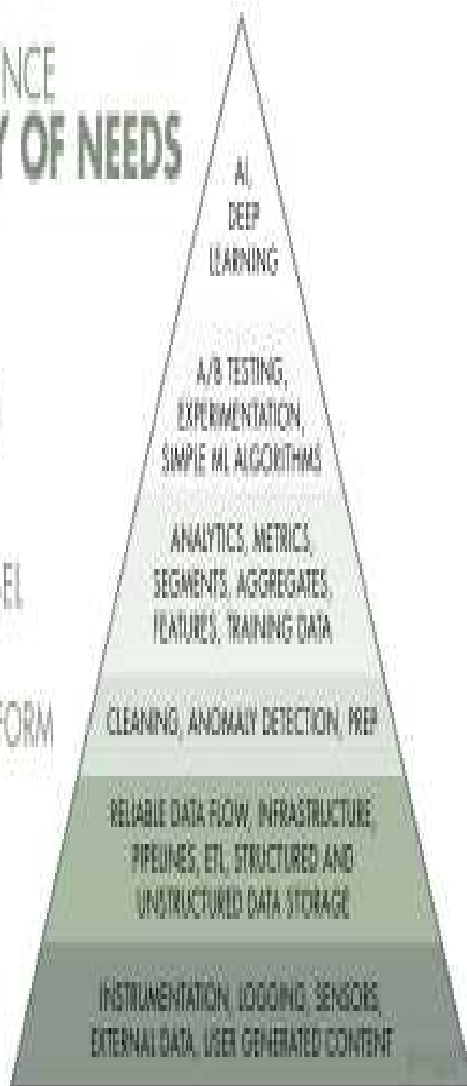 NCE
Y OF NEEDS
AI,
DEEP
LEARNING
A/B TESTING,
EXPERIMENTATION,
SIMPLE ML ALGORITHMS
ANALYTICS, METRICS,
SEGMENTS, AGGREGATES,
FEATURES, TRAINING DATA
EL
FORM
CLEANING, ANOMALY DETECTION, PREP
RELIABLE DATA FLOW, INFRASTRUCTURE,
PIPELINES, ETL, STRUCTURED AND
UNSTRUCTURED DATA STORAGE
INSTRUMENTATION, LOGGING, SENSORS,
EXTERNAL DATA, USER GENERATED CONTENT